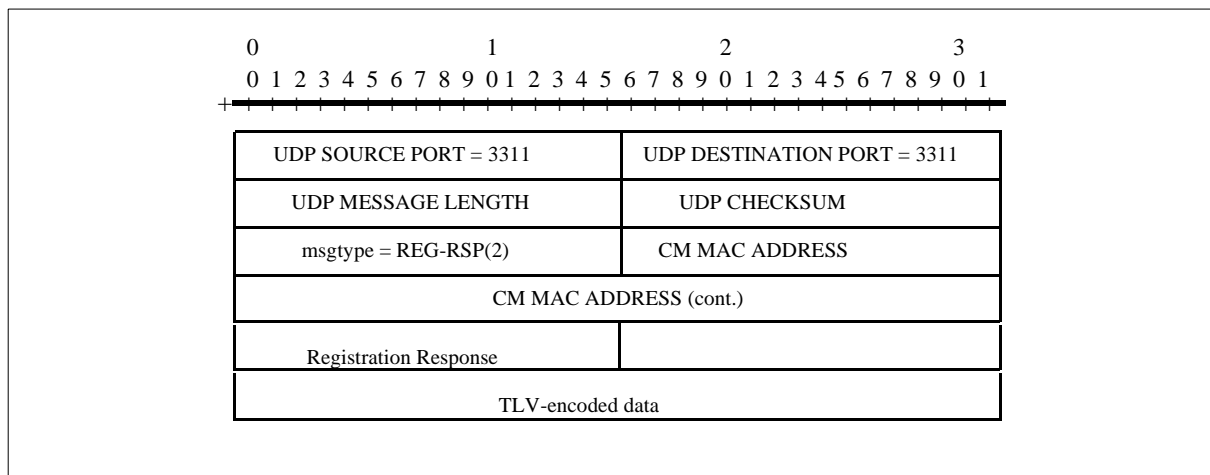 0 1 2 3
0 1 2 3 4 5 6 7 8 9 0 1 2 3 4 5 6 7 8 9 0 1 2 3 4 5 6 7 8 9 0 1
+
UDP SOURCE PORT = 3311 UDP DESTINATION PORT = 3311
UDP MESSAGE LENGTH UDP CHECKSUM
msgtype = REG-RSP(2) CM MAC ADDRESS
CM MAC ADDRESS (cont.)
Registration Response
TLV-encoded data